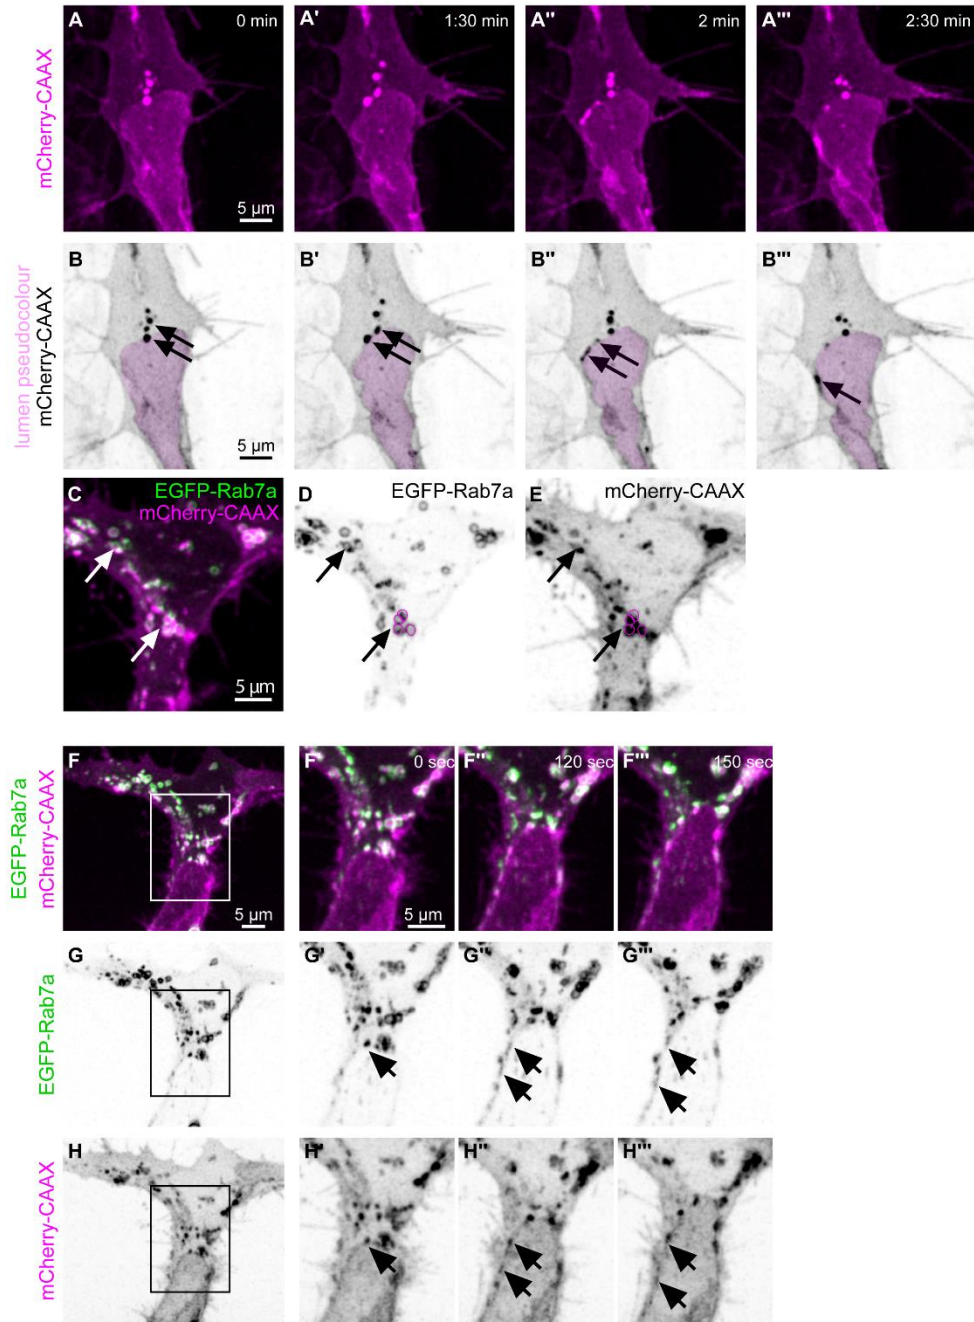 mCherry-CAAX
A
0 min
5 µm
A'
1:30 min
A''
2 min
A'''
2:30 min
lumen pseudocolour
mCherry-CAAX
B
5 µm
B'
B''
B'''
C
EGFP-Rab7a
mCherry-CAAX
5 µm
D
EGFP-Rab7a
E
mCherry-CAAX
EGFP-Rab7a
mCherry-CAAX
F
5 µm
F'
0 sec
5 µm
F''
120 sec
F'''
150 sec
EGFP-Rab7a
G
G'
G''
G'''
mCherry-CAAX
H
H'
H''
H'''